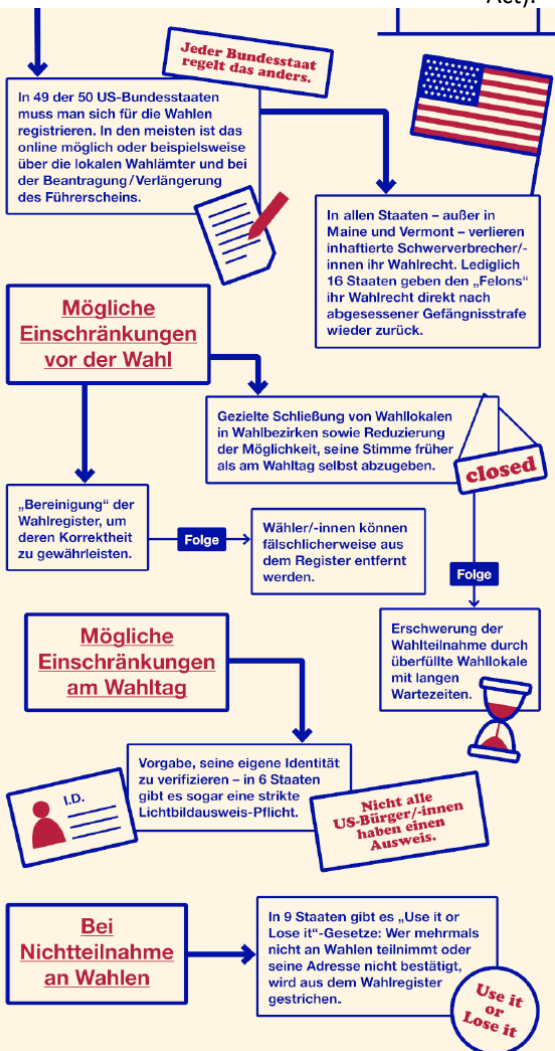 Act).
Jeder Bundesstaat
regelt das anders.
In 49 der 50 US-Bundesstaaten
muss man sich für die Wahlen
registrieren. In den meisten ist das
online möglich oder beispielsweise
über die lokalen Wahlämter und bei
der Beantragung/Verlängerung
des Führerscheins.
In allen Staaten – außer in
Maine und Vermont – verlieren
inhaftierte Schwerverbrecher/-
innen ihr Wahlrecht. Lediglich
16 Staaten geben den „Felons“
ihr Wahlrecht direkt nach
abgesessener Gefängnisstrafe
wieder zurück.
Mögliche
Einschränkungen
vor der Wahl
Gezielte Schließung von Wahllokalen
in Wahlbezirken sowie Reduzierung
der Möglichkeit, seine Stimme früher
als am Wahltag selbst abzugeben.
closed
„Bereinigung“ der
Wahlregister, um
deren Korrektheit
zu gewährleisten.
Folge
Wähler/-innen können
fälschlicherweise aus
dem Register entfernt
werden.
Folge
Erschwerung der
Wahlteilnahme durch
überfüllte Wahllokale
mit langen
Wartezeiten.
Mögliche
Einschränkungen
am Wahltag
Vorgabe, seine eigene Identität
zu verifizieren – in 6 Staaten
gibt es sogar eine strikte
Lichtbildausweis-Pflicht.
I.D.
Nicht alle
US-Bürger/-innen
haben einen
Ausweis.
Bei
Nichtteilnahme
an Wahlen
In 9 Staaten gibt es „Use it or
Lose it“-Gesetze: Wer mehrmals
nicht an Wahlen teilnimmt oder
seine Adresse nicht bestätigt,
wird aus dem Wahlregister
gestrichen.
Use it
or
Lose it